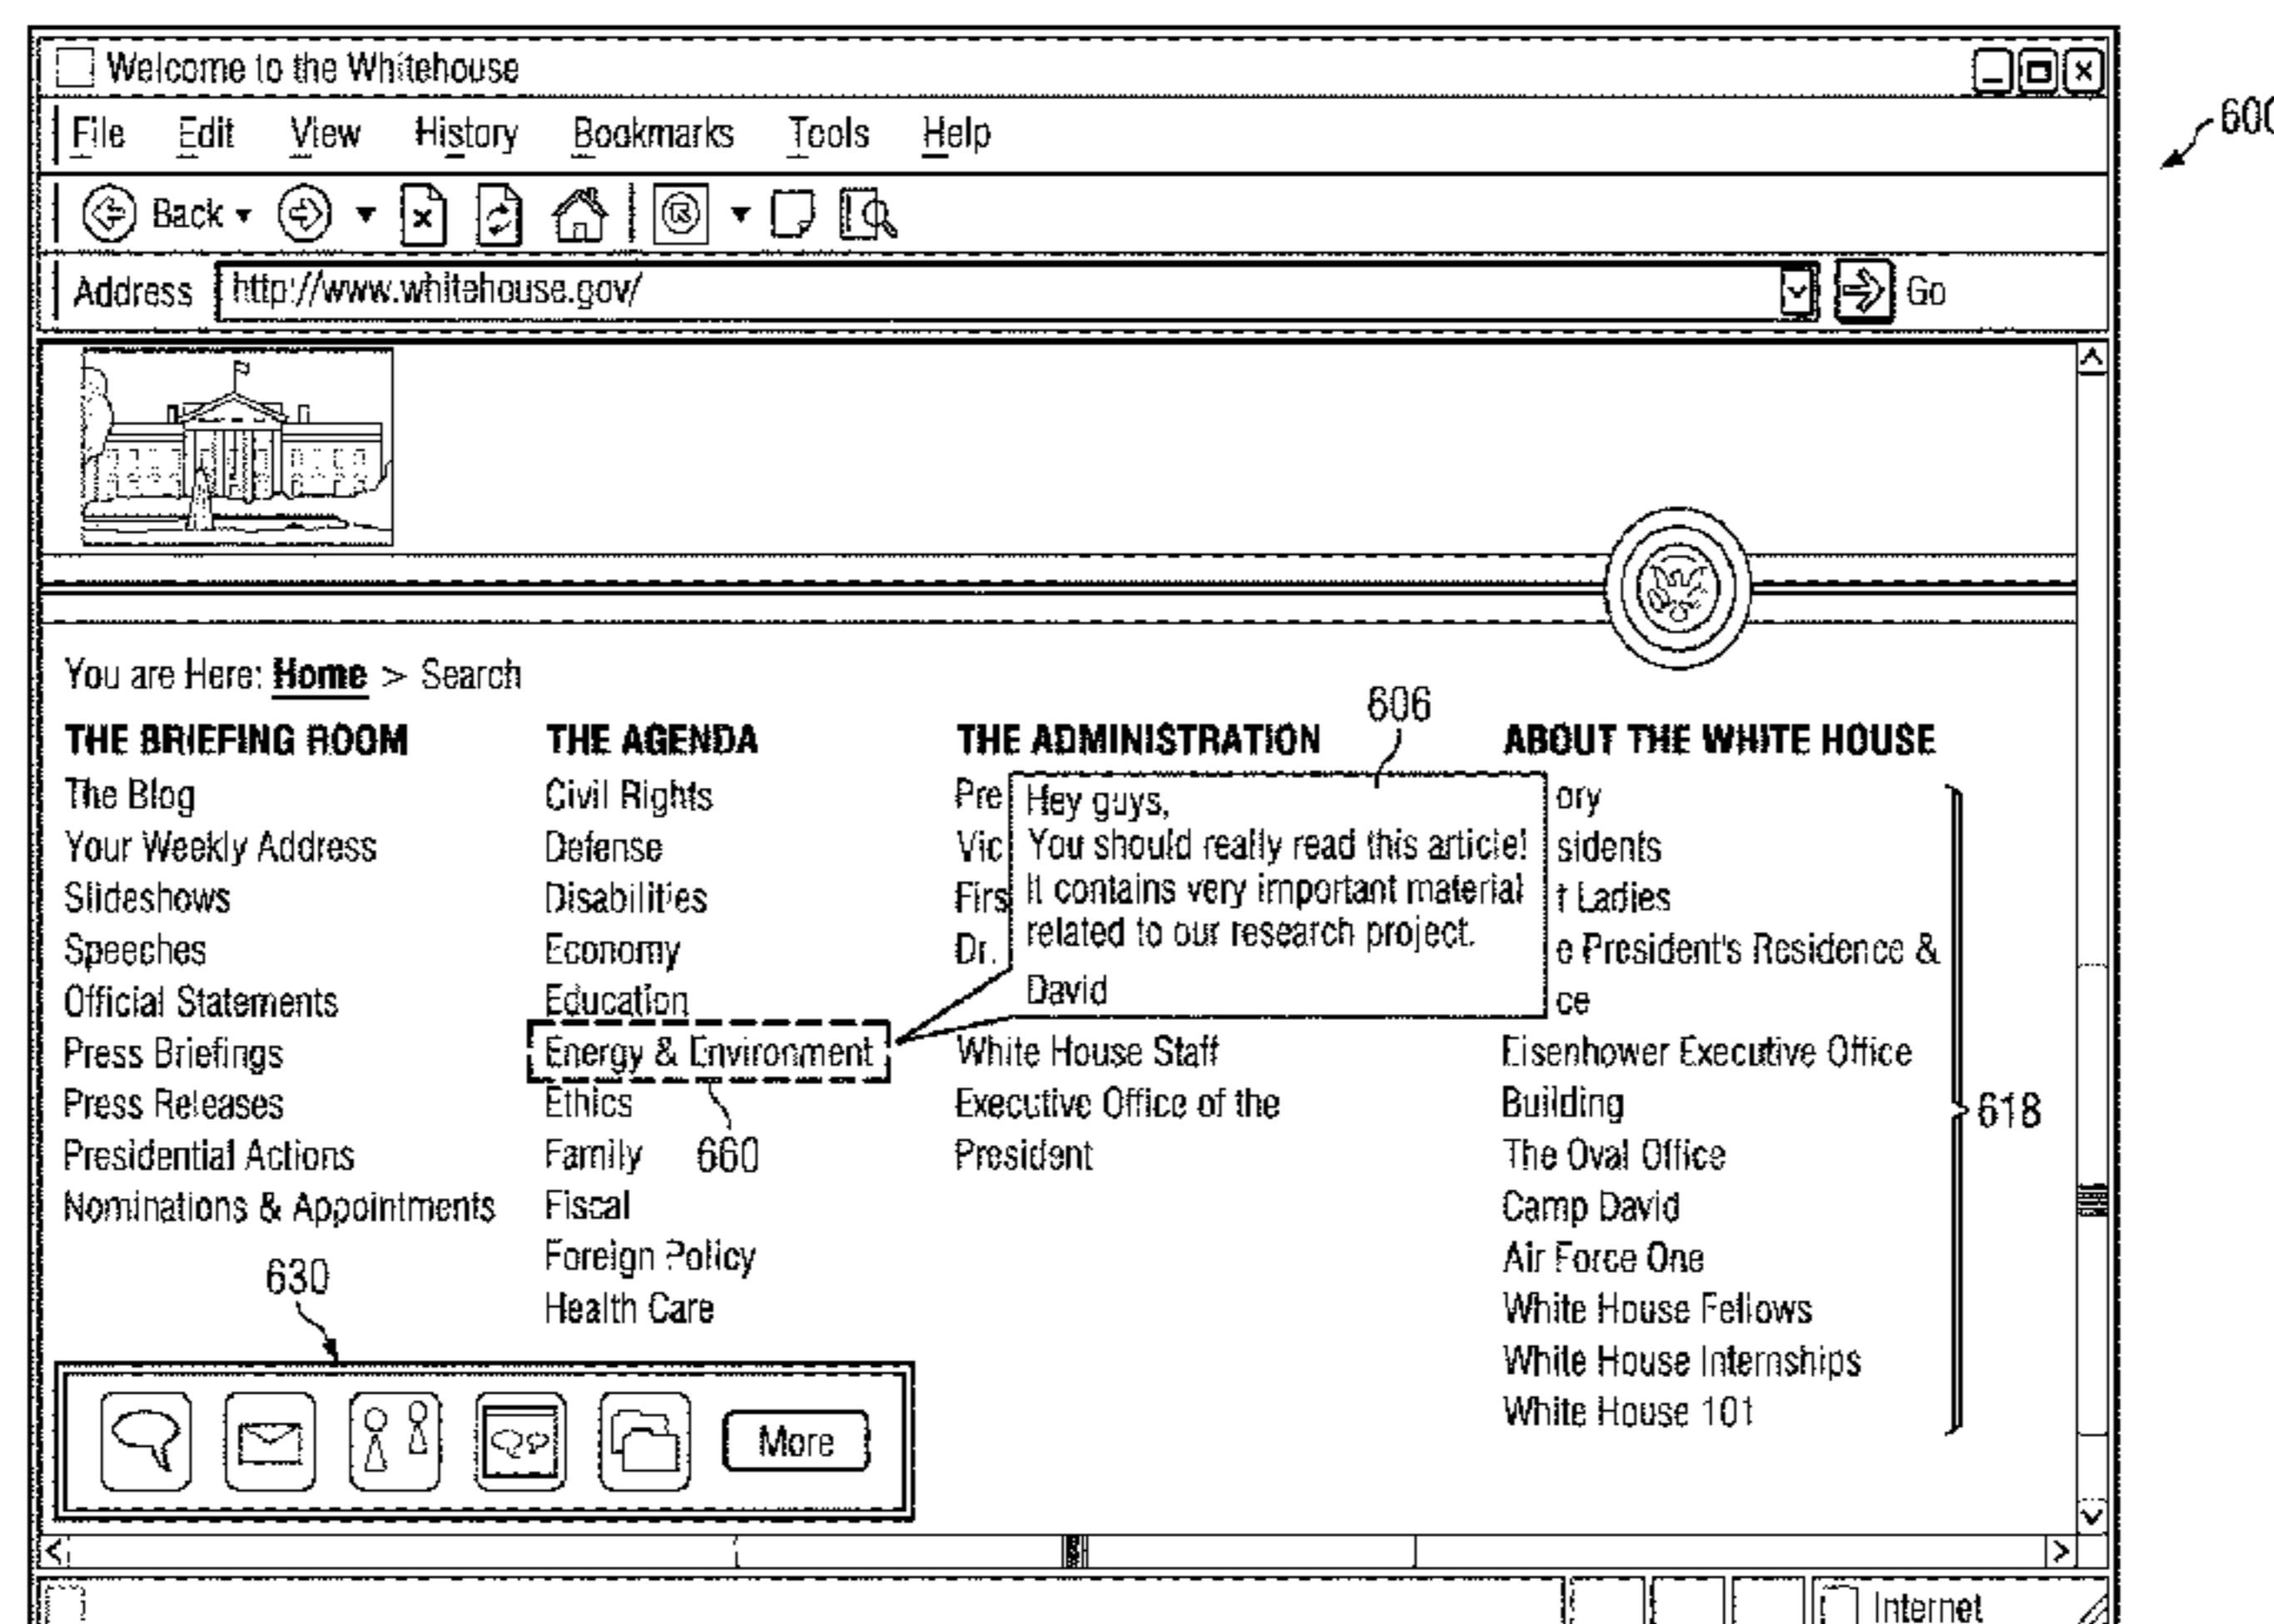 Welcome to the Whitehouse
File Edit View History Bookmarks Tools Help
600
Back
Address http://www.whitehouse.gov/ Go
You are Here: Home > Search
606
THE BRIEFING ROOM
The Blog
Your Weekly Address
Slideshows
Speeches
Official Statements
Press Briefings
Press Releases
Presidential Actions
Nominations & Appointments
THE AGENDA
Civil Rights
Defense
Disabilities
Economy
Education
Energy & Environment
Ethics
Family
660
Fiscal
Foreign Policy
Health Care
THE ADMINISTRATION
Pre
Vic
Firs
Dr.
White House Staff
Executive Office of the
President
Hey guys,
You should really read this article!
It contains very important material
related to our research project.
David
ABOUT THE WHITE HOUSE
ory
sidents
t Ladies
e President's Residence &
ce
Eisenhower Executive Office
Building
The Oval Office
Camp David
Air Force One
White House Fellows
White House Internships
White House 101
618
630
More
Internet